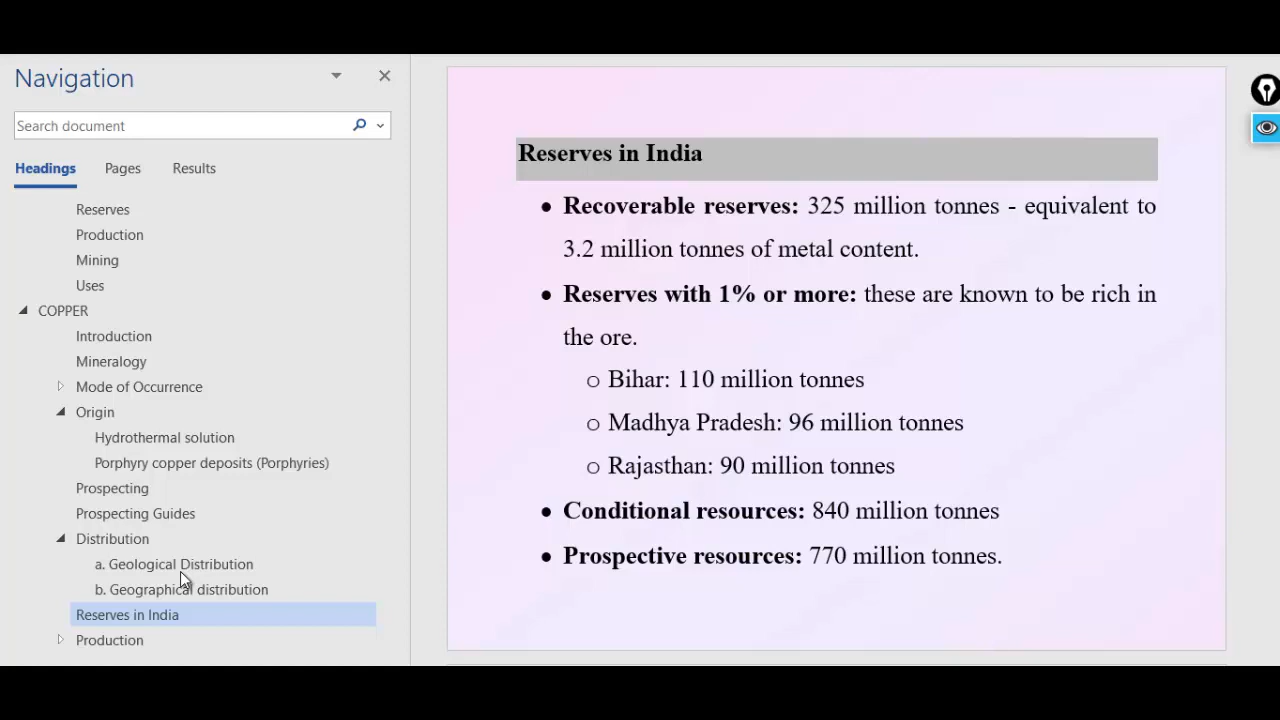 Navigation
Search document
Headings Pages Results
Reserves
Production
Mining
Uses
COPPER
Introduction
Mineralogy
Mode of Occurrence
Origin
Hydrothermal solution
Porphyry copper deposits (Porphyries)
Prospecting
Prospecting Guides
Distribution
a. Geological Distribution
b. Geographical distribution
Reserves in India
Production
Reserves in India
• Recoverable reserves: 325 million tonnes - equivalent to
3.2 million tonnes of metal content.
• Reserves with 1% or more: these are known to be rich in
the ore.
o Bihar: 110 million tonnes
o Madhya Pradesh: 96 million tonnes
o Rajasthan: 90 million tonnes
• Conditional resources: 840 million tonnes
• Prospective resources: 770 million tonnes.